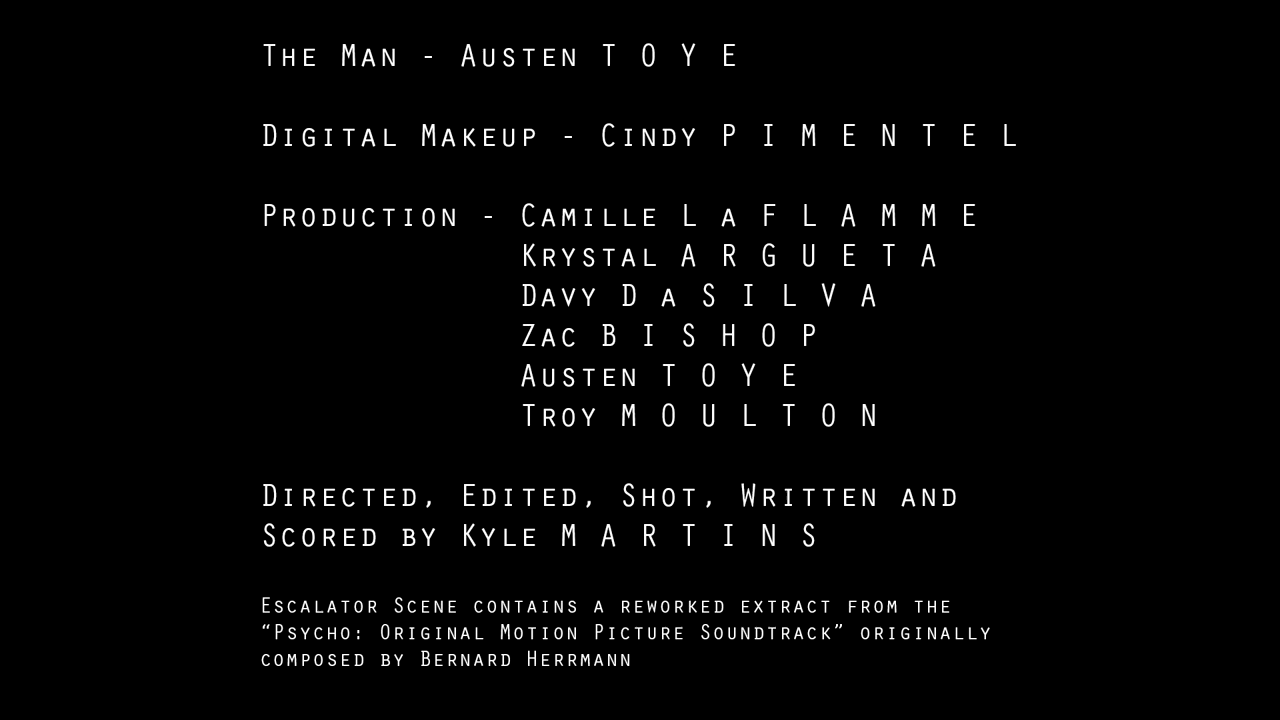 The Man - Austen T O Y E
Digital Makeup - Cindy P I M E N T E L
Production - Camille L a F L A M M E
Krystal A R G U E T A
Davy D a S I L V A
Zac B I S H O P
Austen T O Y E
Troy M O U L T O N
Directed, Edited, Shot, Written and
Scored by Kyle M A R T I N S
Escalator Scene contains a reworked extract from the
“Psycho: Original Motion Picture Soundtrack” originally
composed by Bernard Herrmann